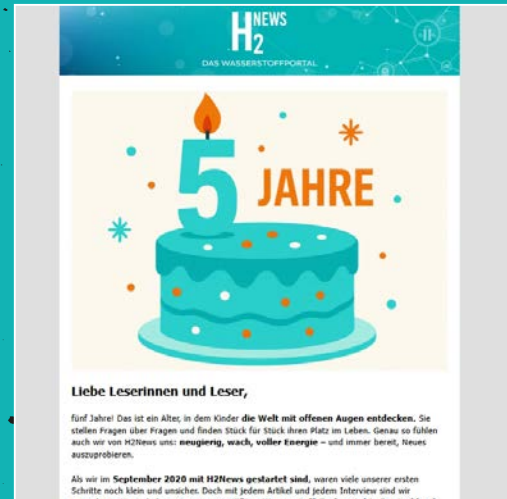 H2 NEWS
DAS WASSERSTOFFPORTAL
5 JAHRE
Liebe Leserinnen und Leser,
fünf Jahre! Das ist ein Alter, in dem Kinder die Welt mit offenen Augen entdecken. Sie
stellen Fragen über Fragen und finden Stück für Stück ihren Platz im Leben. Genau so fühlen
auch wir von H2News uns: neugierig, wach, voller Energie – und immer bereit, Neues
auszuprobieren.
Als wir im September 2020 mit H2News gestartet sind, waren viele unserer ersten
Schritte noch klein und unsicher. Doch mit jedem Artikel und jedem Interview sind wir